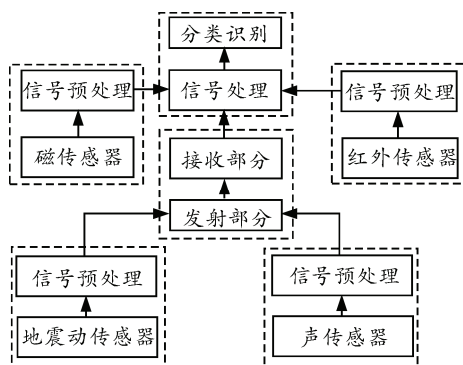 分类识别
信号预处理
信号处理
信号预处理
磁传感器
接收部分
红外传感器
发射部分
信号预处理
信号预处理
地震动传感器
声传感器